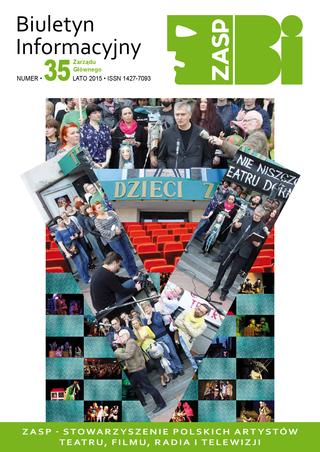 Biuletyn
Informacyjny
NUMER • 35 Zarządu
Głównego
LATO 2015 • ISSN 1427-7093
ZASP
Bi
DZIECI Z
NIE NISZCZ
TEATRU
ZASP - STOWARZYSZENIE POLSKICH ARTYSTÓW
TEATRU, FILMU, RADIA I TELEWIZJI